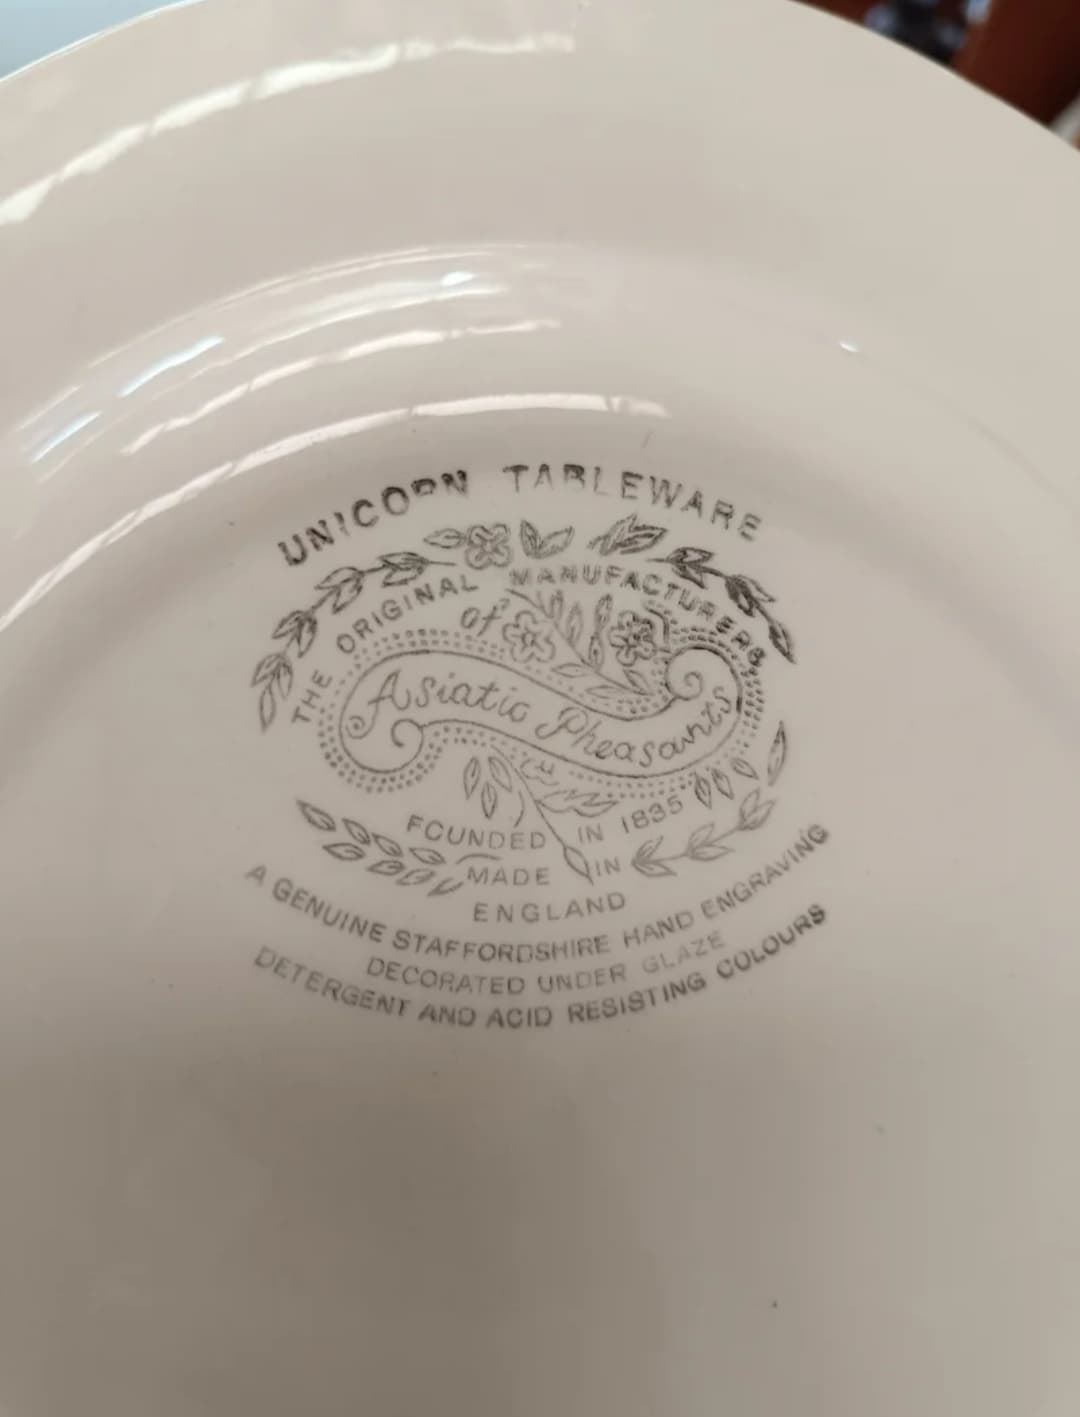 UNICORN TABLEWARE
THE ORIGINAL MANUFACTURERS
of
Asiatic Pheasants
FOUNDED IN 1835
MADE IN
ENGLAND
A GENUINE STAFFORDSHIRE HAND ENGRAVING
DECORATED UNDER GLAZE
DETERGENT AND ACID RESISTING COLOURS